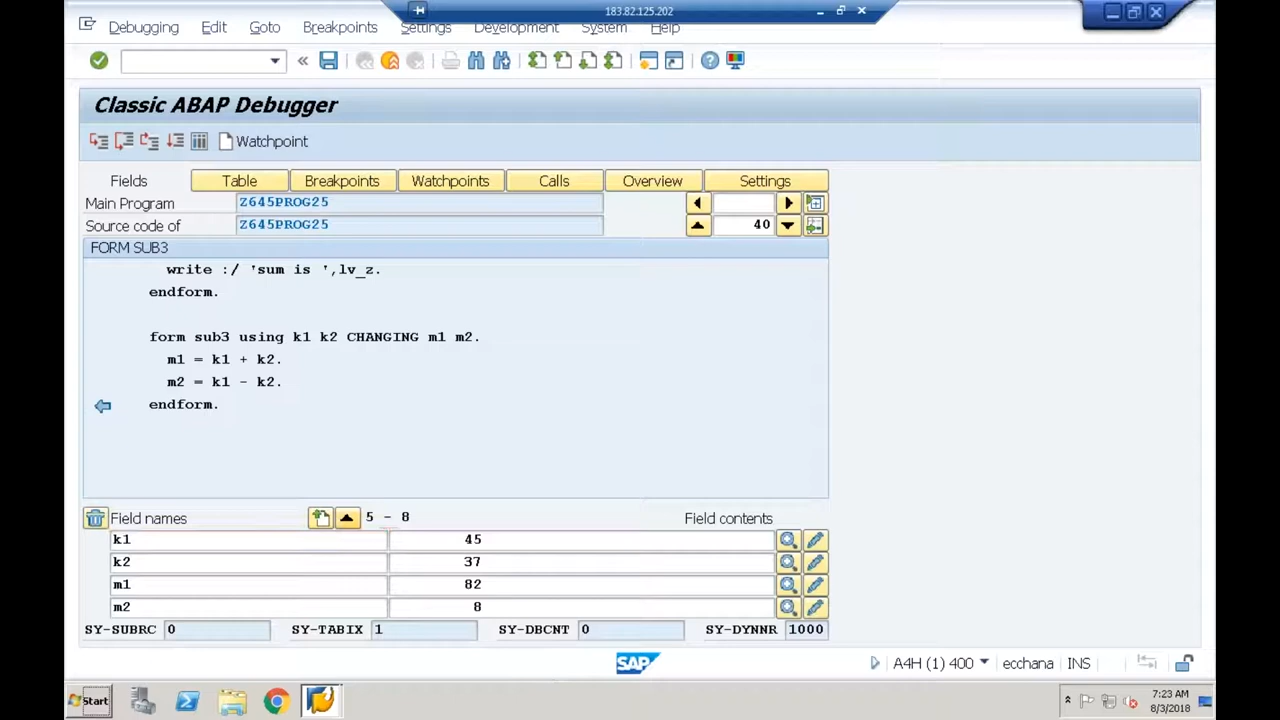 183.82.125.202
Debugging Edit Goto Breakpoints Settings Development System Help
Classic ABAP Debugger
Watchpoint
Fields Table Breakpoints Watchpoints Calls Overview Settings
Main Program Z645PROG25
Source code of Z645PROG25 40
FORM SUB3
write :/ 'sum is ',lv_z.
endform.
form sub3 using k1 k2 CHANGING m1 m2.
m1 = k1 + k2.
m2 = k1 - k2.
endform.
Field names 5 - 8 Field contents
k1 45
k2 37
m1 82
m2 8
SY-SUBRC 0 SY-TABIX 1 SY-DBCNT 0 SY-DYNNR 1000
SAP A4H (1) 400 ecchana INS
Start 7:23 AM
8/3/2018